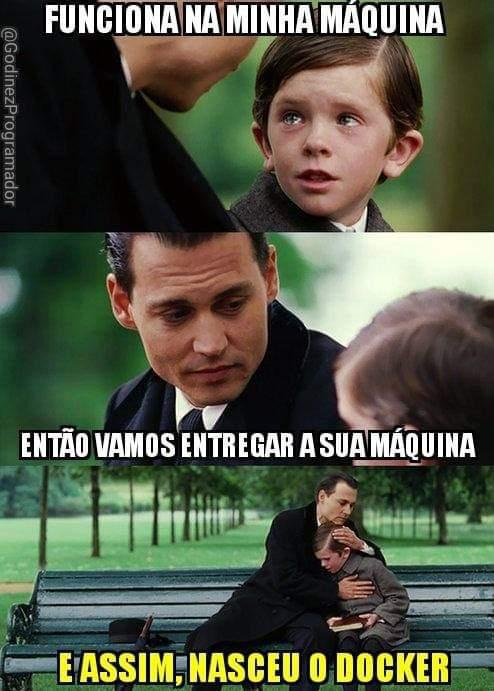 FUNCIONA NA MINHA MÁQUINA
@GodinezProgramador
ENTÃO VAMOS ENTREGAR A SUA MÁQUINA
E ASSIM, NASCEU O DOCKER